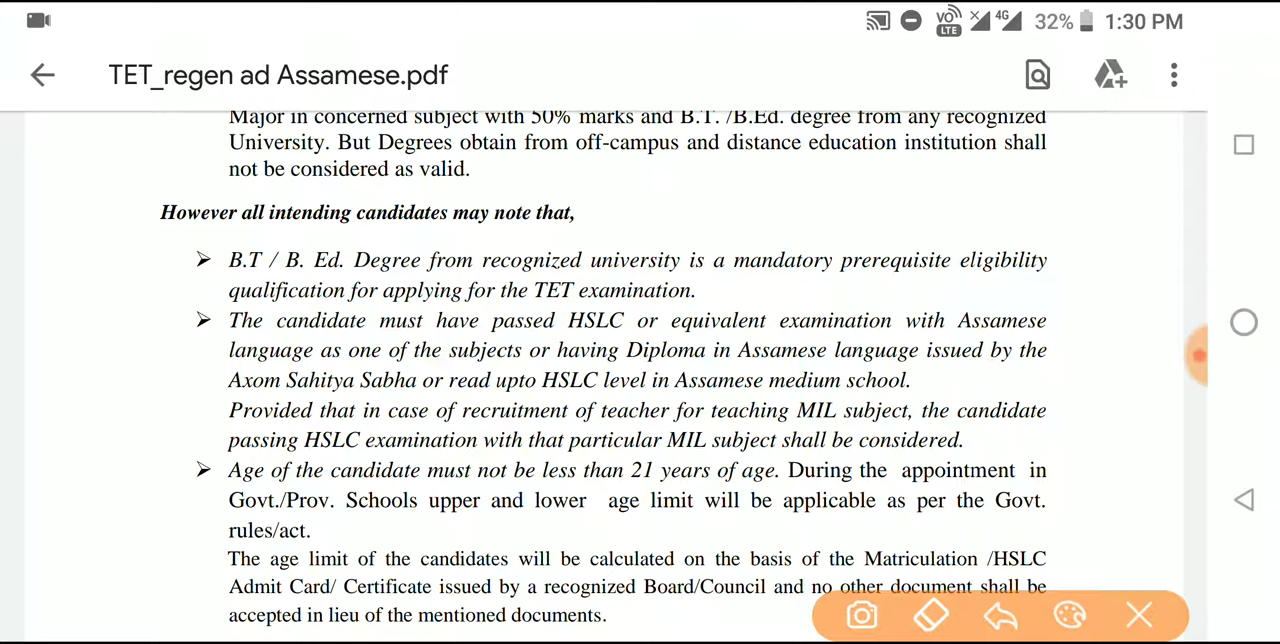 VO LTE 4G 32% 1:30 PM
TET_regen ad Assamese.pdf
Major in concerned subject with 50% marks and B.T. /B.Ed. degree from any recognized
University. But Degrees obtain from off-campus and distance education institution shall
not be considered as valid.
However all intending candidates may note that,
➢ B.T / B. Ed. Degree from recognized university is a mandatory prerequisite eligibility
qualification for applying for the TET examination.
➢ The candidate must have passed HSLC or equivalent examination with Assamese
language as one of the subjects or having Diploma in Assamese language issued by the
Axom Sahitya Sabha or read upto HSLC level in Assamese medium school.
Provided that in case of recruitment of teacher for teaching MIL subject, the candidate
passing HSLC examination with that particular MIL subject shall be considered.
➢ Age of the candidate must not be less than 21 years of age. During the appointment in
Govt./Prov. Schools upper and lower age limit will be applicable as per the Govt.
rules/act.
The age limit of the candidates will be calculated on the basis of the Matriculation /HSLC
Admit Card/ Certificate issued by a recognized Board/Council and no other document shall be
accepted in lieu of the mentioned documents.